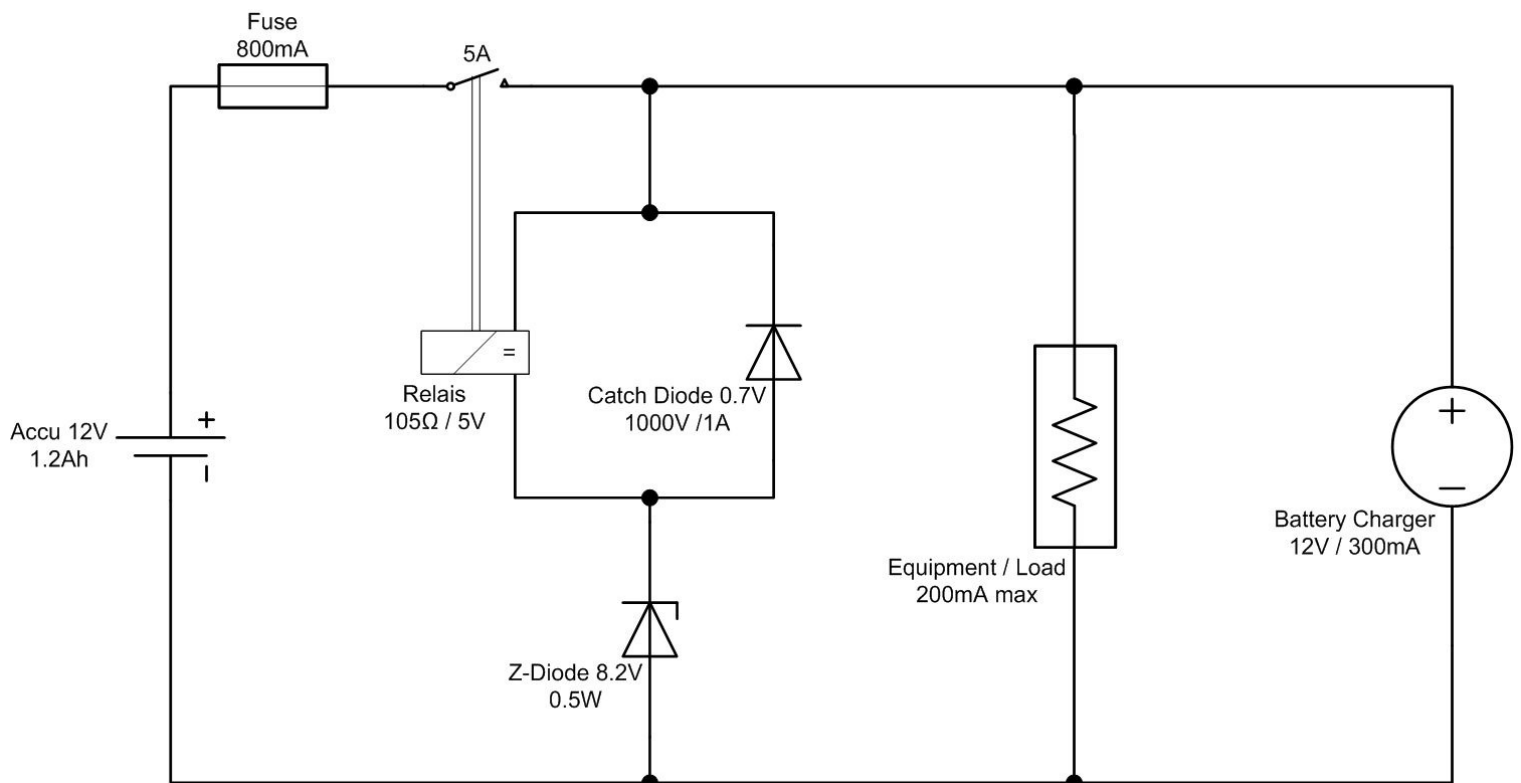 Fuse
800mA
5A
=
Relais
105Ω / 5V
Catch Diode 0.7V
1000V /1A
Accu 12V
1.2Ah
+
–
Z-Diode 8.2V
0.5W
Equipment / Load
200mA max
+
–
Battery Charger
12V / 300mA